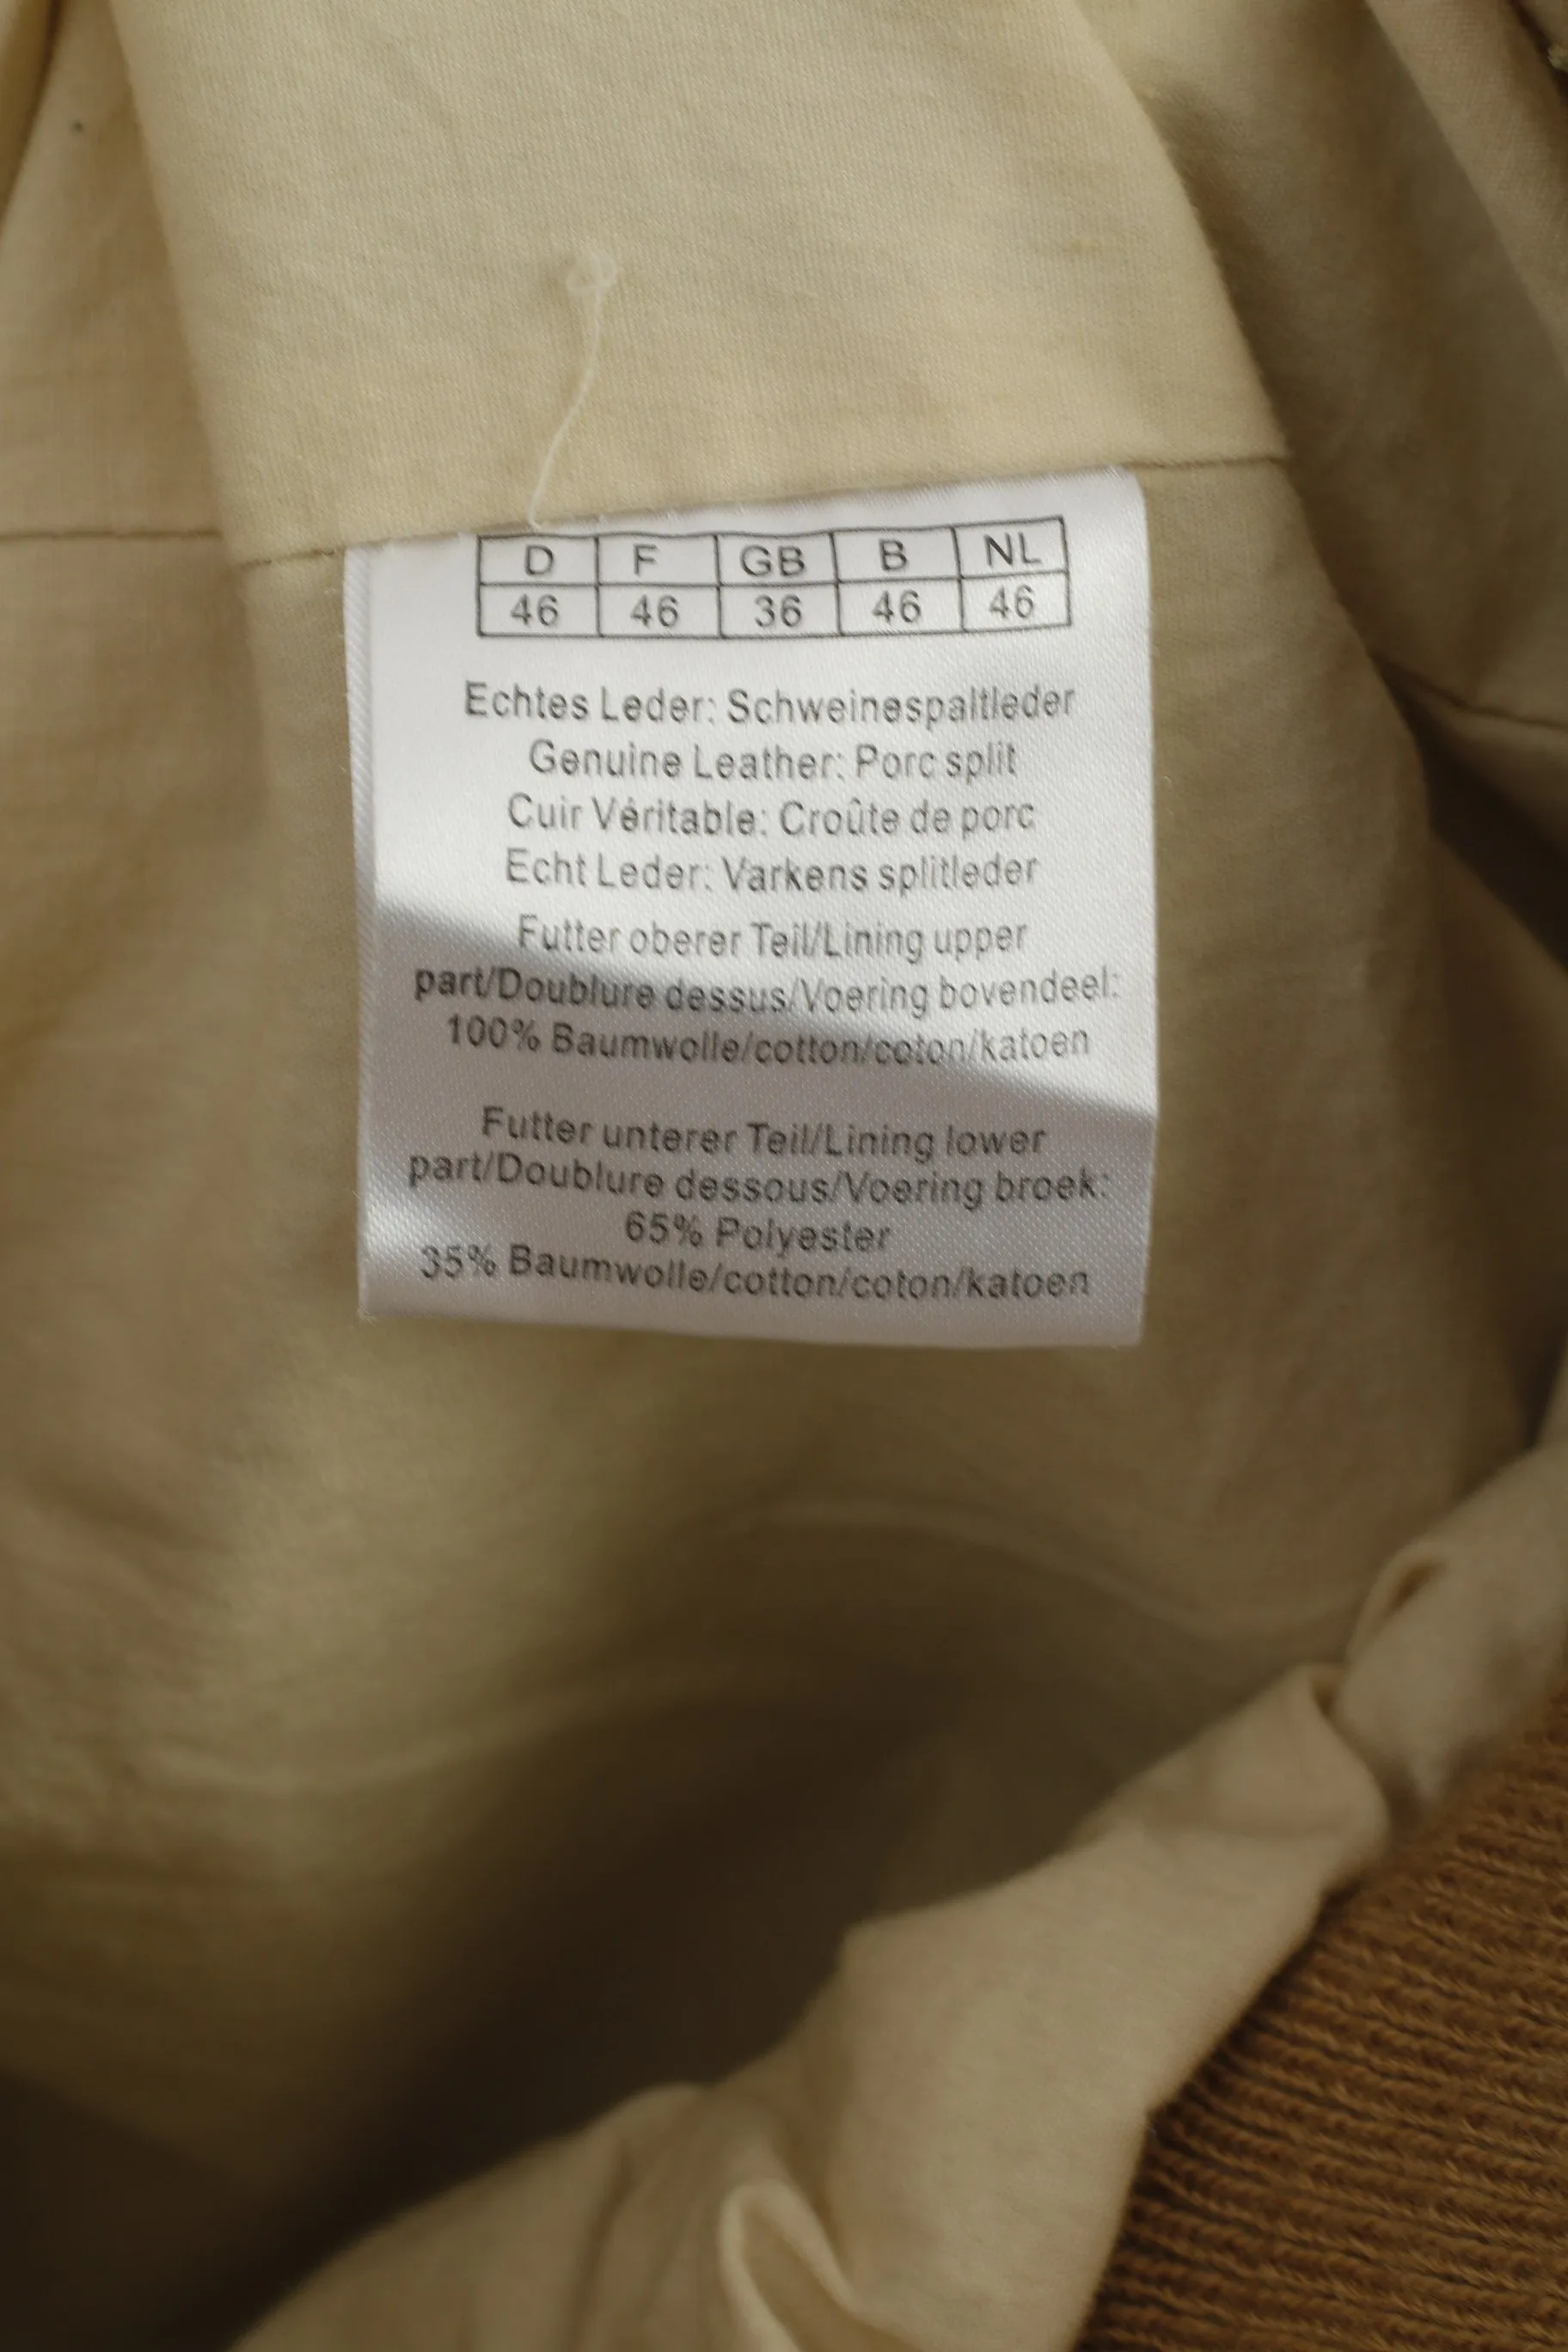 D F GB B NL
46 46 36 46 46
Echtes Leder: Schweinespaltleder
Genuine Leather: Porc split
Cuir Véritable: Croûte de porc
Echt Leder: Varkens splitleder
Futter oberer Teil/Lining upper
part/Doublure dessus/Voering bovendeel:
100% Baumwolle/cotton/coton/katoen
Futter unterer Teil/Lining lower
part/Doublure dessous/Voering broek:
65% Polyester
35% Baumwolle/cotton/coton/katoen